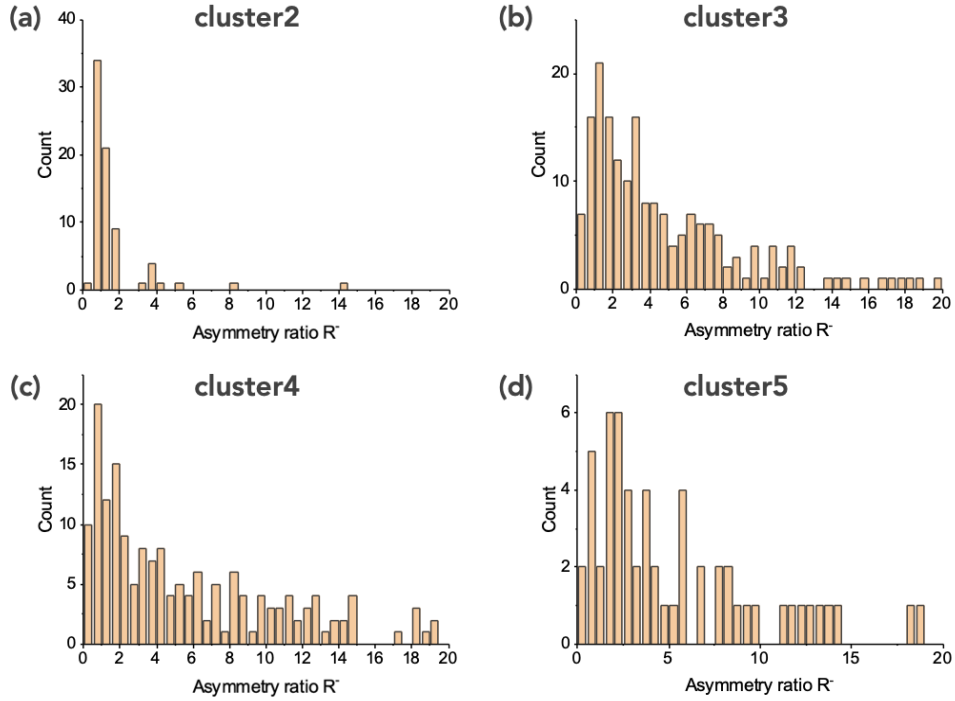 (a) cluster2
40
30
20
10
0
Count
0 2 4 6 8 10 12 14 16 18 20
Asymmetry ratio R⁻
(b) cluster3
20
10
0
Count
0 2 4 6 8 10 12 14 16 18 20
Asymmetry ratio R⁻
(c) cluster4
20
15
10
5
0
Count
0 2 4 6 8 10 12 14 16 18 20
Asymmetry ratio R⁻
(d) cluster5
6
4
2
0
Count
0 5 10 15 20
Asymmetry ratio R⁻